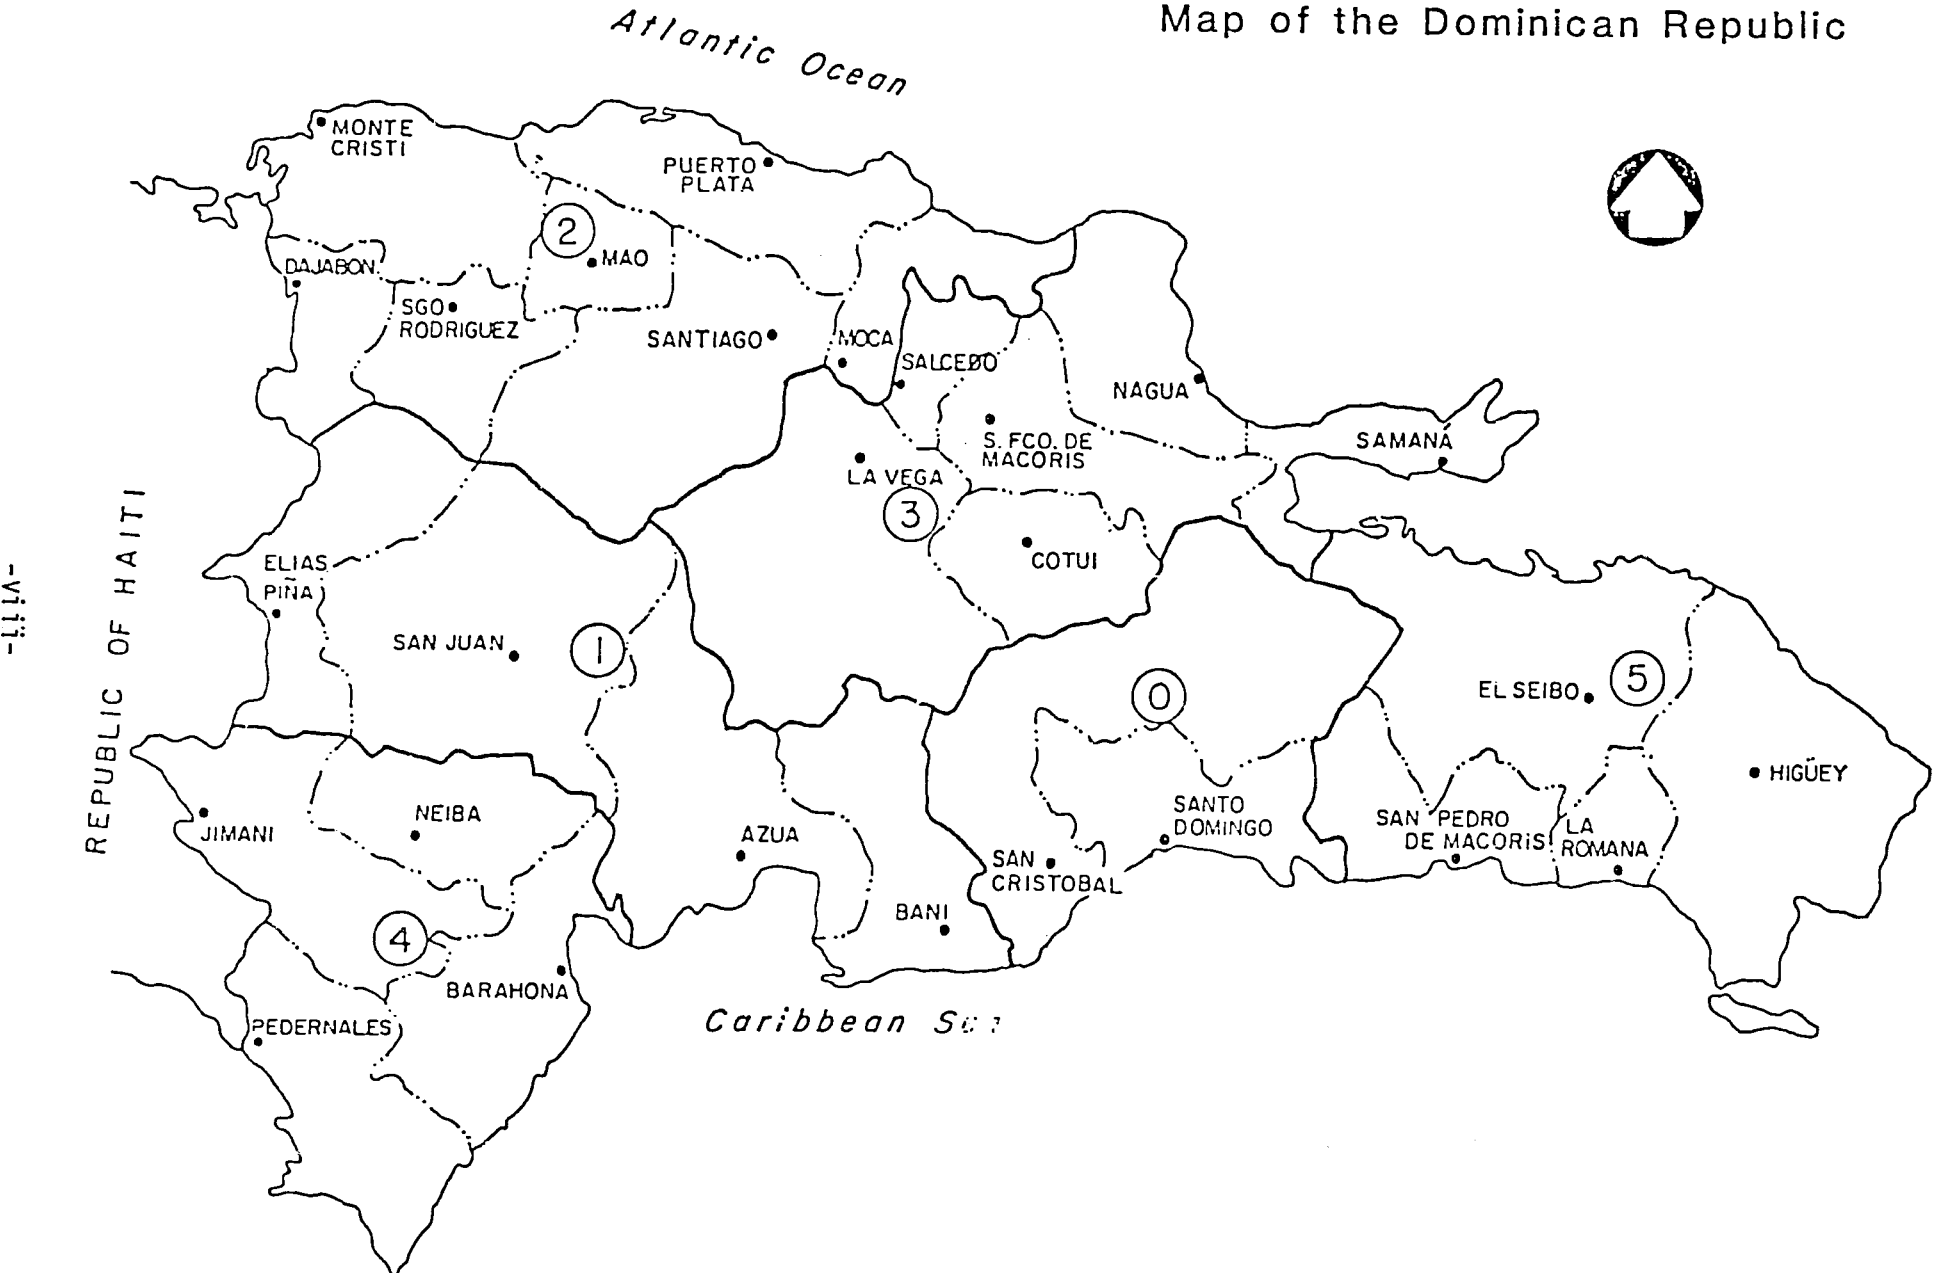 Map of the Dominican Republic
Atlantic Ocean
MONTE
CRISTI
PUERTO
PLATA
2
MAO
DAJABON
SGO
RODRIGUEZ
SANTIAGO
MOCA
SALCEDO
NAGUA
S. FCO. DE
MACORIS
SAMANA
LA VEGA
3
COTUI
REPUBLIC OF HAITI
-viii-
ELIAS
PIÑA
SAN JUAN
1
0
EL SEIBO
5
HIGÜEY
NEIBA
JIMANI
AZUA
SANTO
DOMINGO
SAN PEDRO
DE MACORIS
LA
ROMANA
SAN
CRISTOBAL
BANI
4
BARAHONA
PEDERNALES
Caribbean